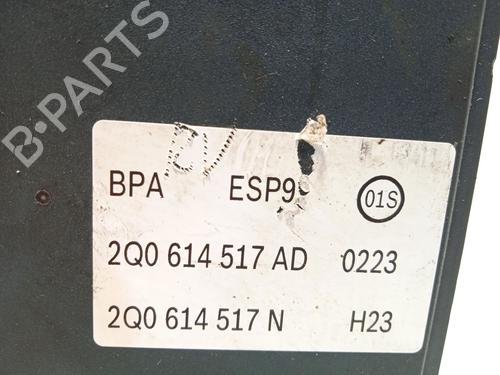 B·PARTS
BPA ESP9 01S
2Q0 614 517 AD 0223
2Q0 614 517 N H23